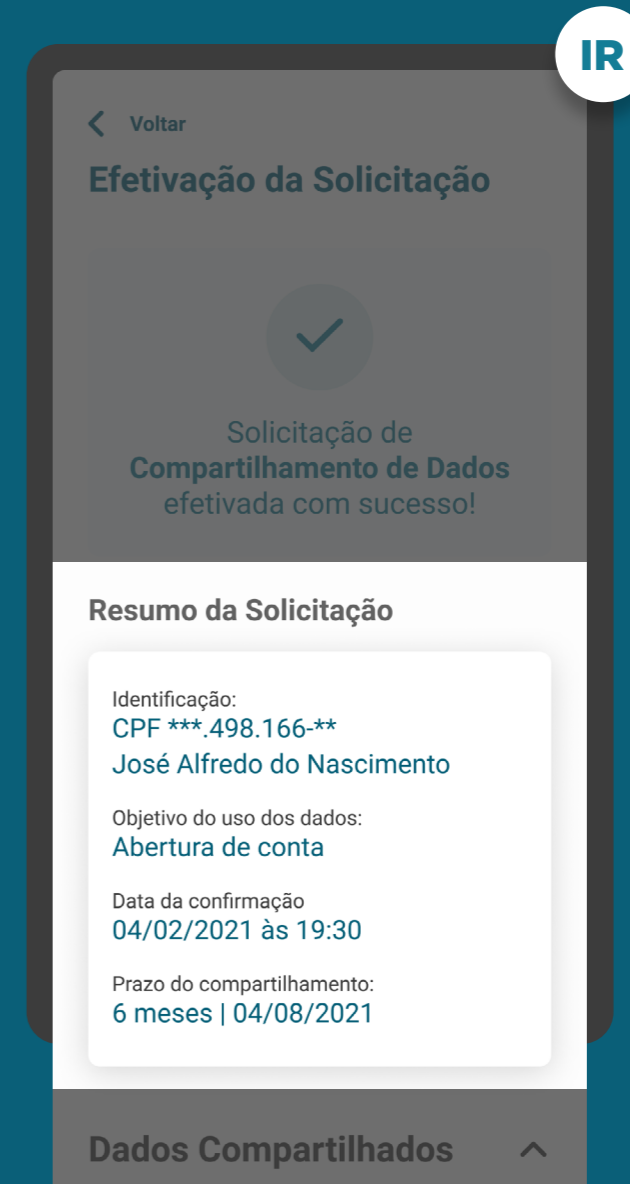 IR
Voltar
Efetivação da Solicitação
Solicitação de
Compartilhamento de Dados
efetivada com sucesso!
Resumo da Solicitação
Identificação:
CPF ***.498.166-**
José Alfredo do Nascimento
Objetivo do uso dos dados:
Abertura de conta
Data da confirmação
04/02/2021 às 19:30
Prazo do compartilhamento:
6 meses | 04/08/2021
Dados Compartilhados